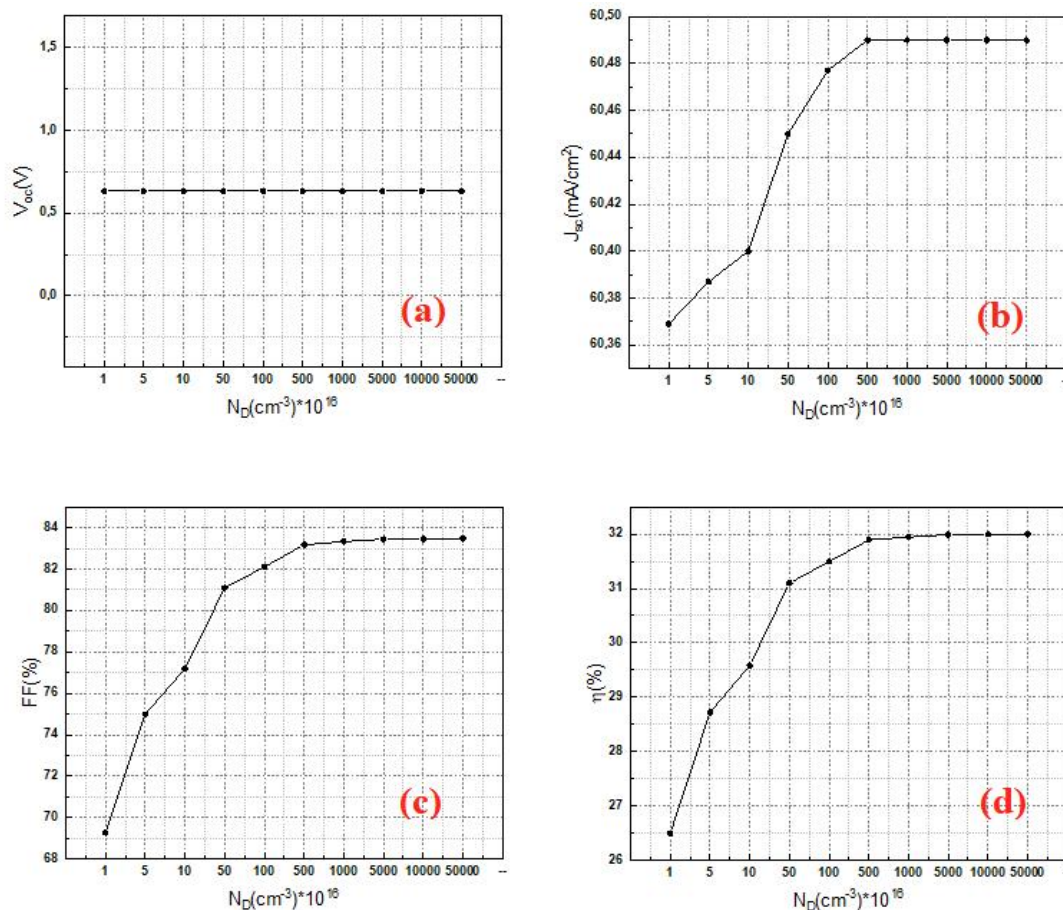 1,5
1,0
0,5
0,0
V_oc(V)
(a)
1 5 10 50 100 500 1000 5000 10000 50000 --
N_D(cm^-3)*10^16
60,50
60,48
60,46
60,44
60,42
60,40
60,38
60,36
J_sc(mA/cm^2)
(b)
1 5 10 50 100 500 1000 5000 10000 50000 -
N_D(cm^-3)*10^16
84
82
80
78
76
74
72
70
68
FF(%)
(c)
1 5 10 50 100 500 1000 5000 10000 50000 --
N_D(cm^-3)*10^16
32
31
30
29
28
27
26
η(%)
(d)
1 5 10 50 100 500 1000 5000 10000 50000 -
N_D(cm^-3)*10^16